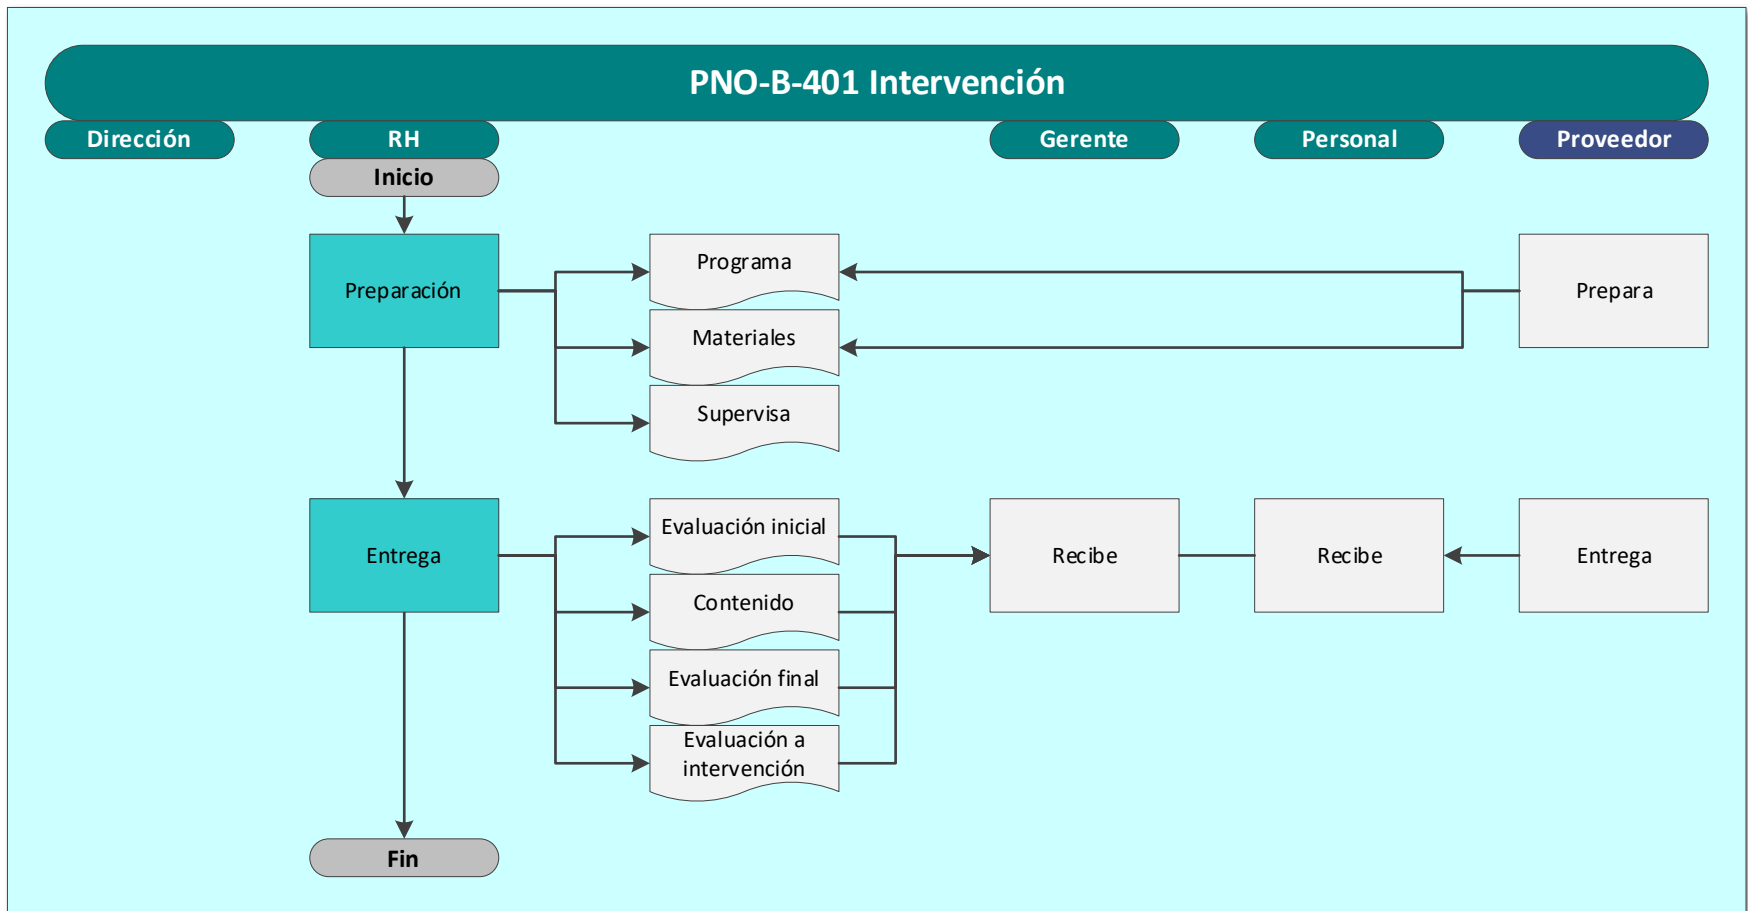 PNO-B-401 Intervención
Dirección
RH
Gerente
Personal
Proveedor
Inicio
Preparación
Programa
Materiales
Supervisa
Prepara
Entrega
Evaluación inicial
Contenido
Evaluación final
Evaluación a
intervención
Recibe
Recibe
Entrega
Fin